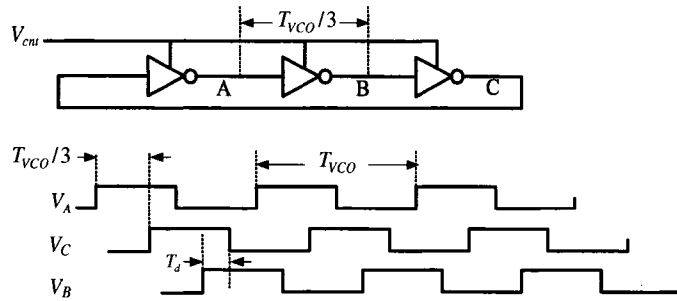 T_VCO/3
V_cnt
A B C
T_VCO/3
T_VCO
V_A
V_C
T_d
V_B